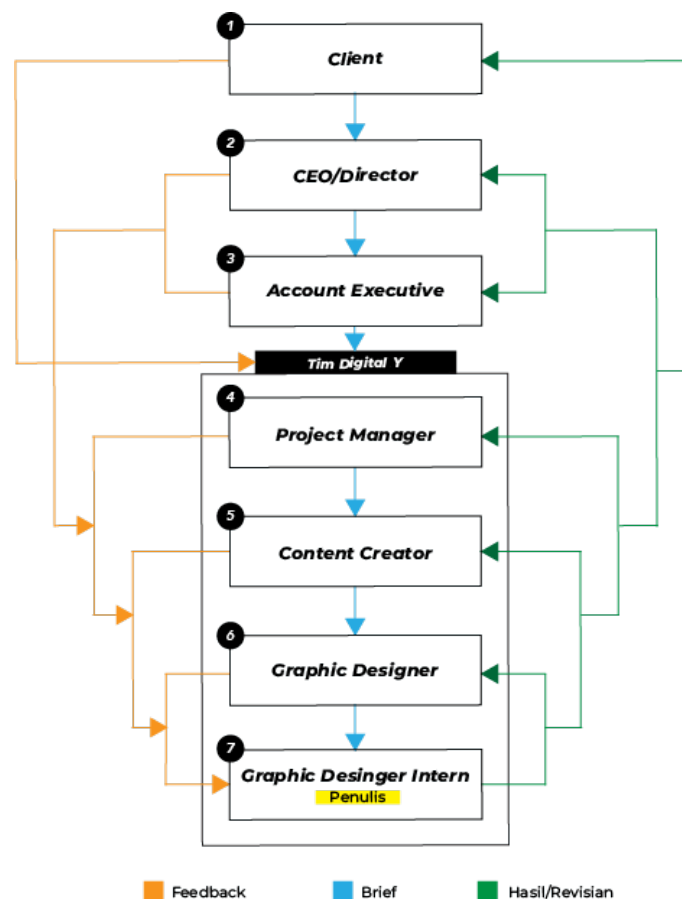 1
Client
2
CEO/Director
3
Account Executive
Tim Digital Y
4
Project Manager
5
Content Creator
6
Graphic Designer
7
Graphic Desinger Intern
Penulis
Feedback
Brief
Hasil/Revisian